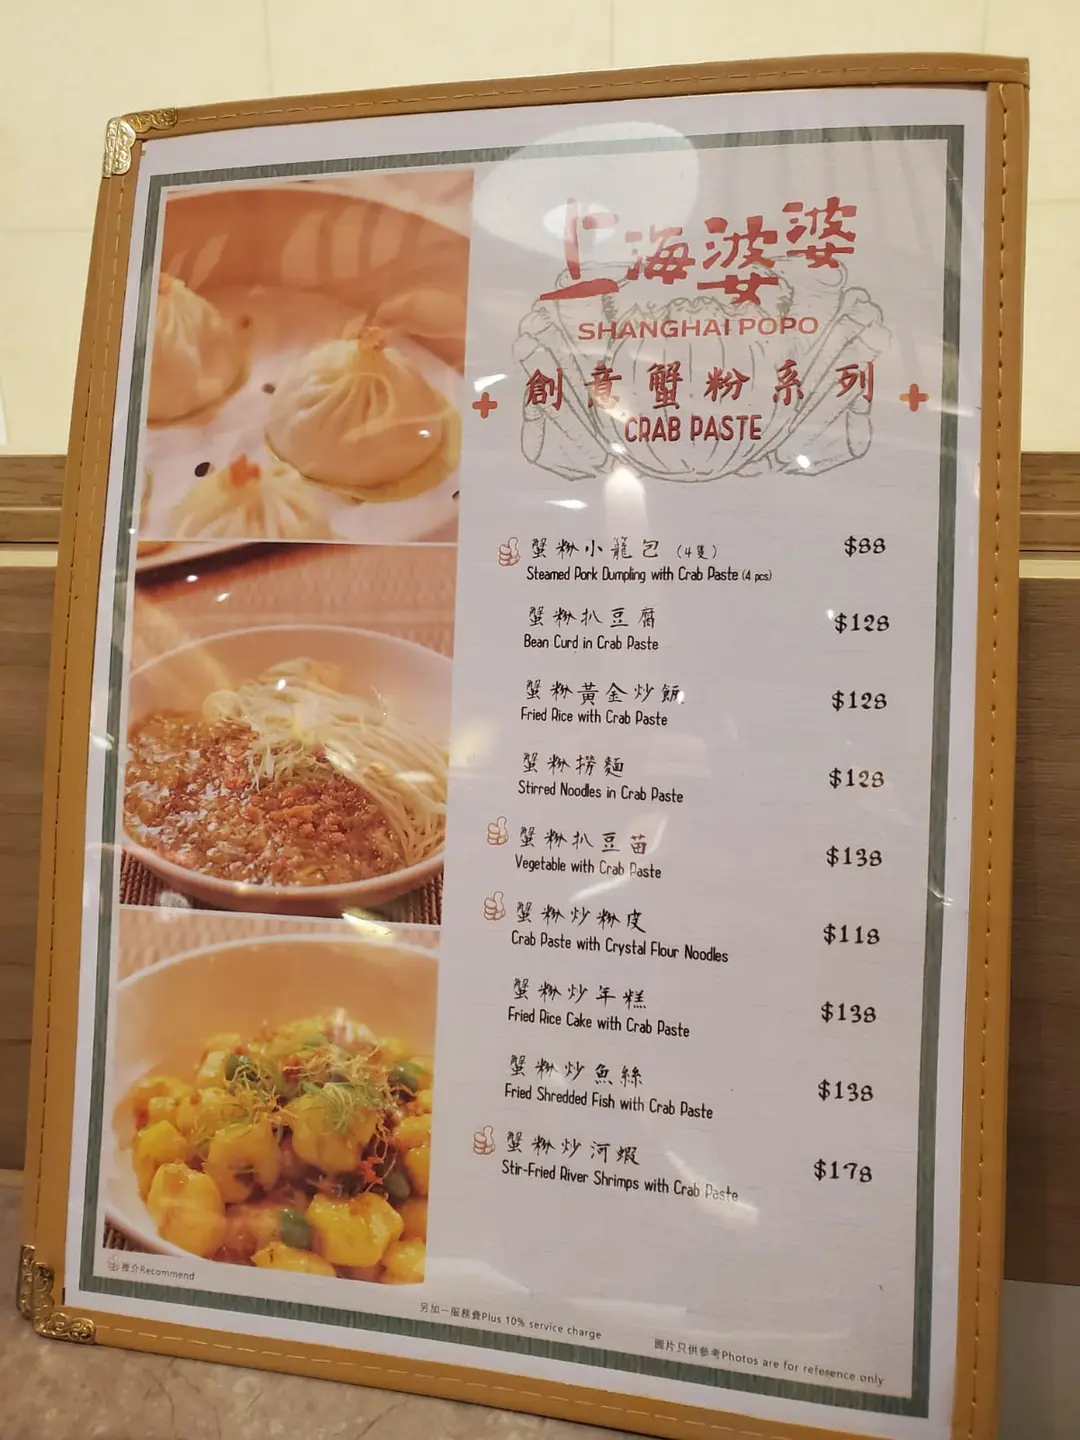 上海婆婆
SHANGHAI POPO
創意蟹粉系列
CRAB PASTE
蟹粉小籠包 (4隻) $88
Steamed Pork Dumpling with Crab Paste (4 pcs)
蟹粉扒豆腐 $128
Bean Curd in Crab Paste
蟹粉黃金炒飯 $128
Fried Rice with Crab Paste
蟹粉撈麵 $128
Stirred Noodles in Crab Paste
蟹粉扒豆苗 $138
Vegetable with Crab Paste
蟹粉炒粉皮 $118
Crab Paste with Crystal Flour Noodles
蟹粉炒年糕 $138
Fried Rice Cake with Crab Paste
蟹粉炒魚絲 $138
Fried Shredded Fish with Crab Paste
蟹粉炒河蝦 $178
Stir-Fried River Shrimps with Crab Paste
推介Recommend
另加一服務費Plus 10% service charge
圖片只供參考Photos are for reference only